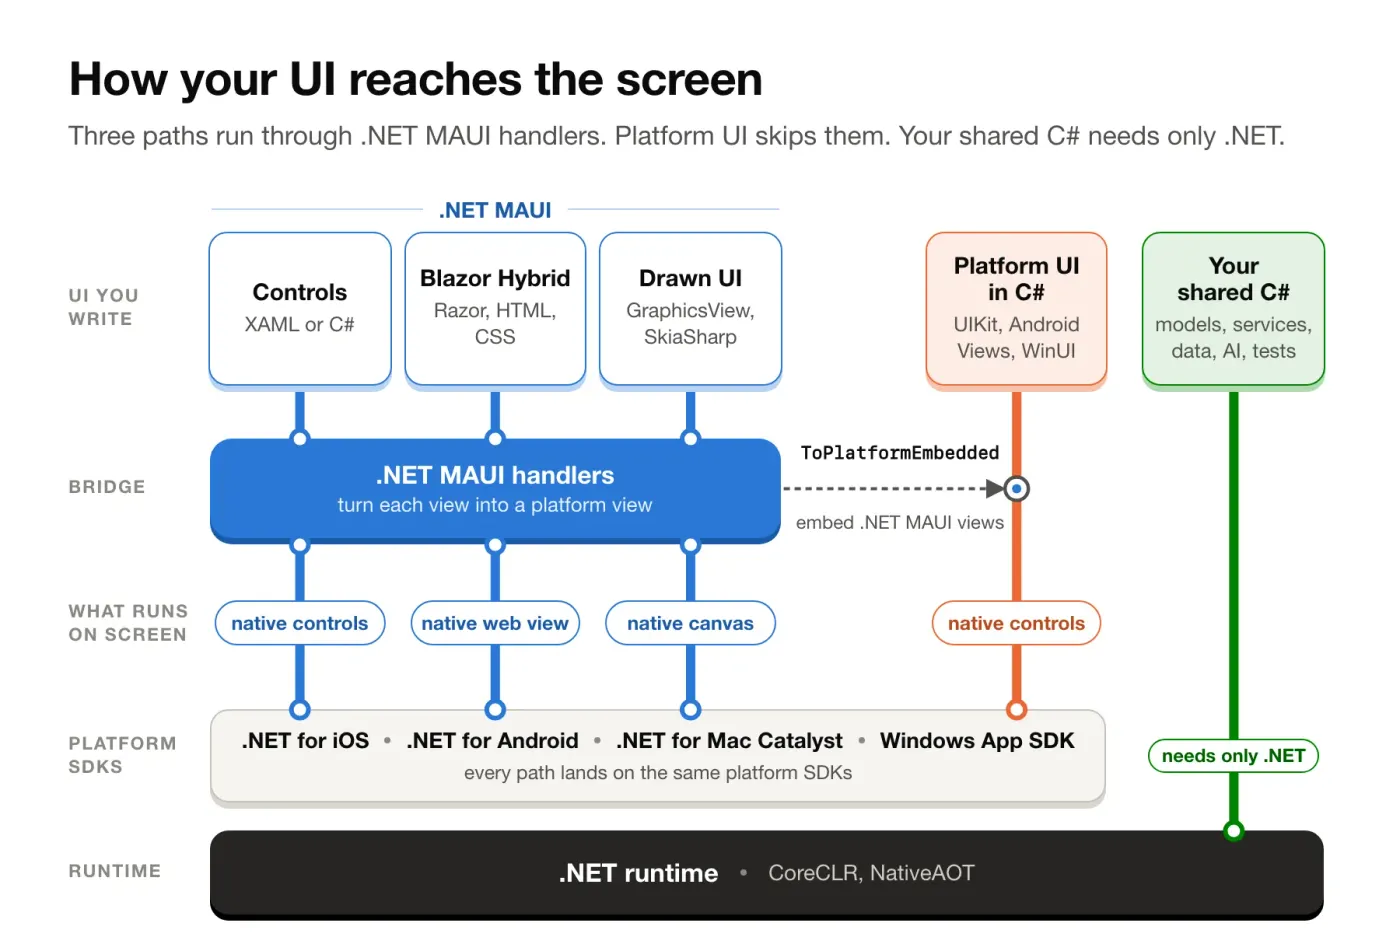 How your UI reaches the screen
Three paths run through .NET MAUI handlers. Platform UI skips them. Your shared C# needs only .NET.
.NET MAUI
UI YOU
WRITE
Controls
XAML or C#
Blazor Hybrid
Razor, HTML,
CSS
Drawn UI
GraphicsView,
SkiaSharp
Platform UI
in C#
UIKit, Android
Views, WinUI
Your
shared C#
models, services,
data, AI, tests
BRIDGE
.NET MAUI handlers
turn each view into a platform view
ToPlatformEmbedded
embed .NET MAUI views
WHAT RUNS
ON SCREEN
native controls
native web view
native canvas
native controls
PLATFORM
SDKS
.NET for iOS • .NET for Android • .NET for Mac Catalyst • Windows App SDK
every path lands on the same platform SDKs
needs only .NET
RUNTIME
.NET runtime • CoreCLR, NativeAOT